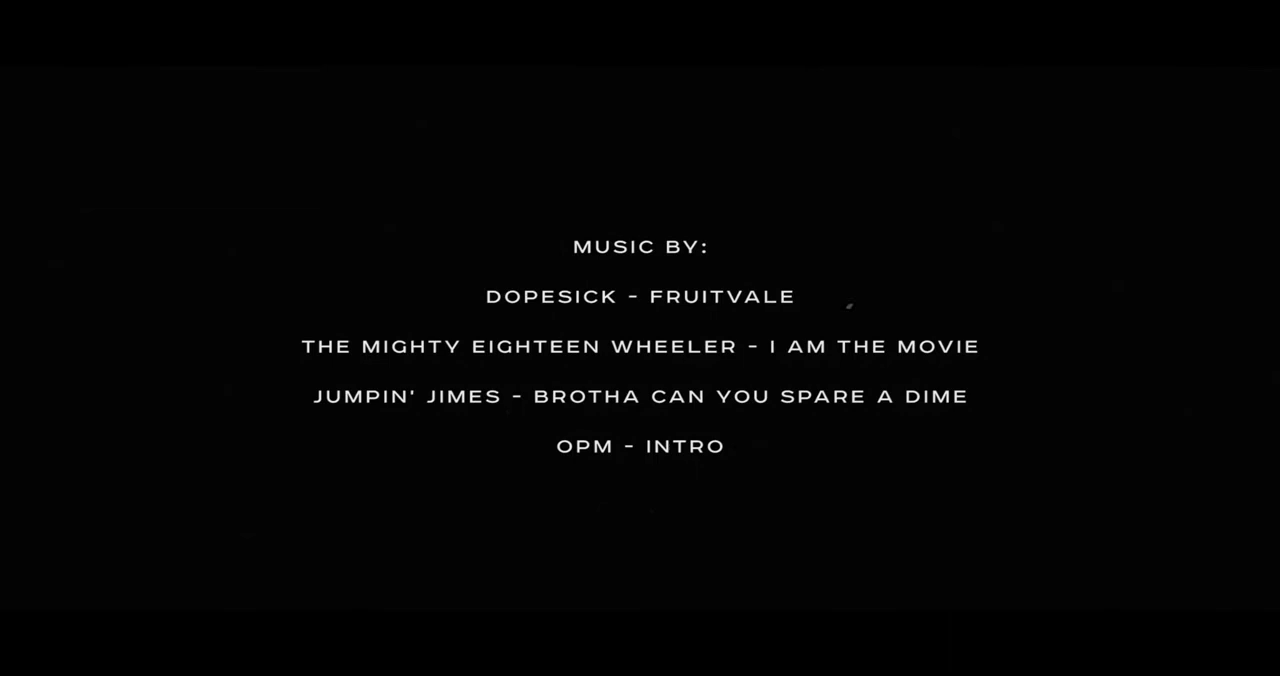 MUSIC BY:
DOPESICK - FRUITVALE
THE MIGHTY EIGHTEEN WHEELER - I AM THE MOVIE
JUMPIN' JIMES - BROTHA CAN YOU SPARE A DIME
OPM - INTRO